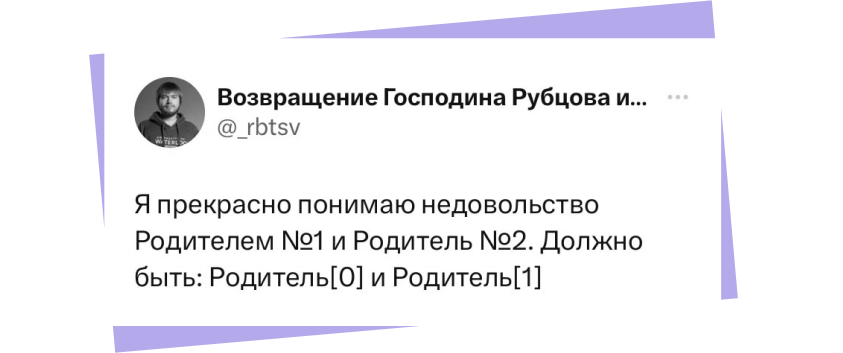 Возвращение Господина Рубцова и...
@_rbtsv
Я прекрасно понимаю недовольство
Родителем №1 и Родитель №2. Должно
быть: Родитель[0] и Родитель[1]